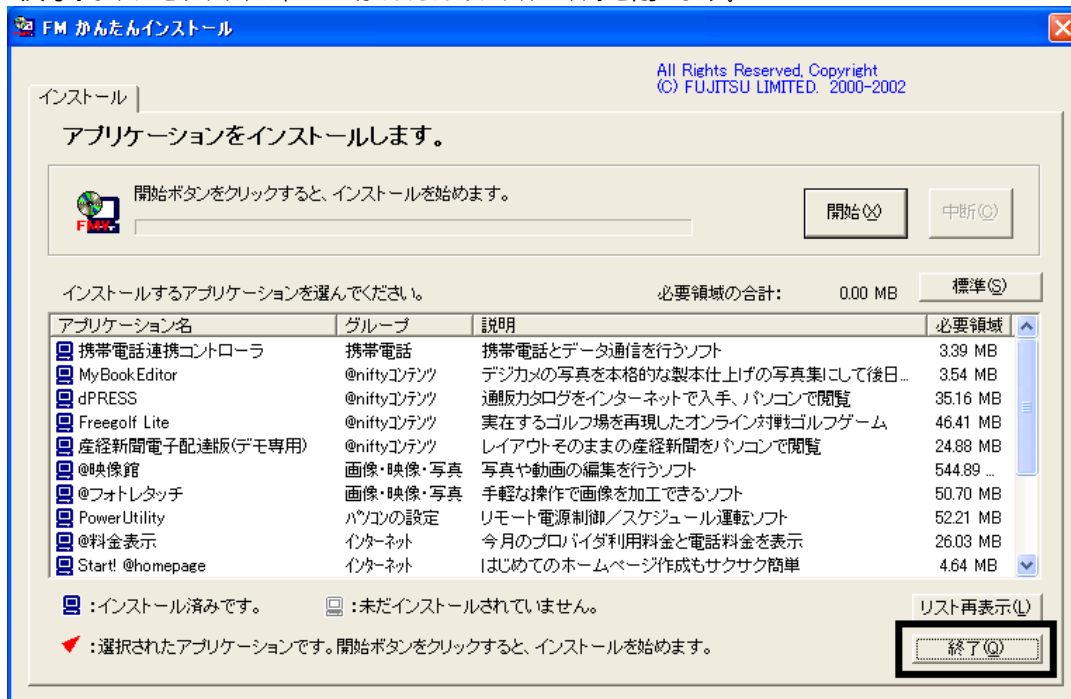 FM かんたんインストール
All Rights Reserved, Copyright
(C) FUJITSU LIMITED. 2000-2002
インストール
アプリケーションをインストールします。
開始ボタンをクリックすると、インストールを始めます。
FMV
開始(X)
中断(C)
インストールするアプリケーションを選んでください。
必要領域の合計: 0.00 MB
標準(S)
アプリケーション名 グループ 説明 必要領域
携帯電話連携コントローラ 携帯電話 携帯電話とデータ通信を行うソフト 3.39 MB
MyBookEditor @niftyコンテンツ デジカメの写真を本格的な製本仕上げの写真集にして後日... 3.54 MB
dPRESS @niftyコンテンツ 通販カタログをインターネットで入手、パソコンで閲覧 35.16 MB
Freegolf Lite @niftyコンテンツ 実在するゴルフ場を再現したオンライン対戦ゴルフゲーム 46.41 MB
産経新聞電子配達版(デモ専用) @niftyコンテンツ レイアウトそのままの産経新聞をパソコンで閲覧 24.88 MB
@映像館 画像・映像・写真 写真や動画の編集を行うソフト 544.89 ...
@フォトレタッチ 画像・映像・写真 手軽な操作で画像を加工できるソフト 50.70 MB
PowerUtility パソコンの設定 リモート電源制御／スケジュール運転ソフト 52.21 MB
@料金表示 インターネット 今月のプロバイダ利用料金と電話料金を表示 26.03 MB
Start! @homepage インターネット はじめてのホームページ作成もサクサク簡単 4.64 MB
:インストール済みです。 :未だインストールされていません。
リスト再表示(L)
:選択されたアプリケーションです。開始ボタンをクリックすると、インストールを始めます。
終了(Q)